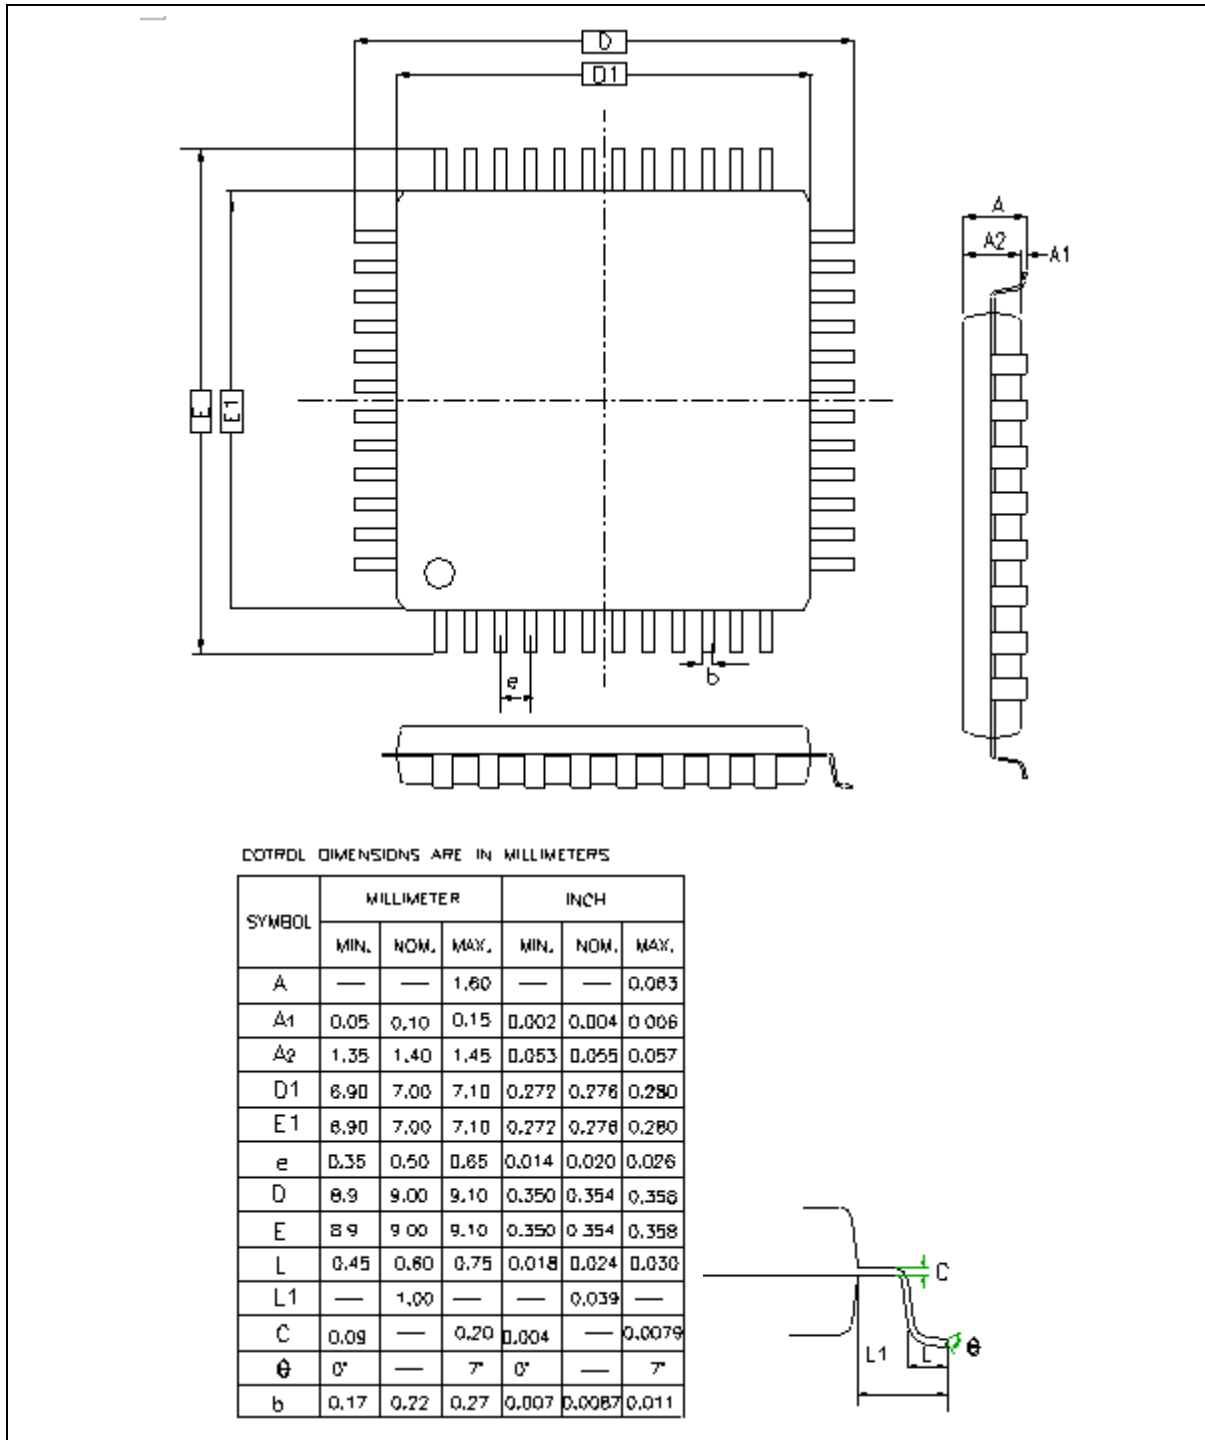 D
D1
A
A2 A1
E E1
e b
COTROL DIMENSIONS ARE IN MILLIMETERS
SYMBOL MILLIMETER INCH
MIN. NOM. MAX. MIN. NOM. MAX.
A — — 1.60 — — 0.063
A1 0.05 0.10 0.15 0.002 0.004 0.006
A2 1.35 1.40 1.45 0.053 0.055 0.057
D1 6.90 7.00 7.10 0.272 0.276 0.280
E1 6.90 7.00 7.10 0.272 0.276 0.280
e 0.35 0.50 0.65 0.014 0.020 0.026
D 8.9 9.00 9.10 0.350 0.354 0.358
E 8.9 9.00 9.10 0.350 0.354 0.358
L 0.45 0.60 0.75 0.018 0.024 0.030
L1 — 1.00 — — 0.039 —
C 0.09 — 0.20 0.004 — 0.0079
θ 0° — 7° 0° — 7°
b 0.17 0.22 0.27 0.007 0.0087 0.011
C
L1 L θ